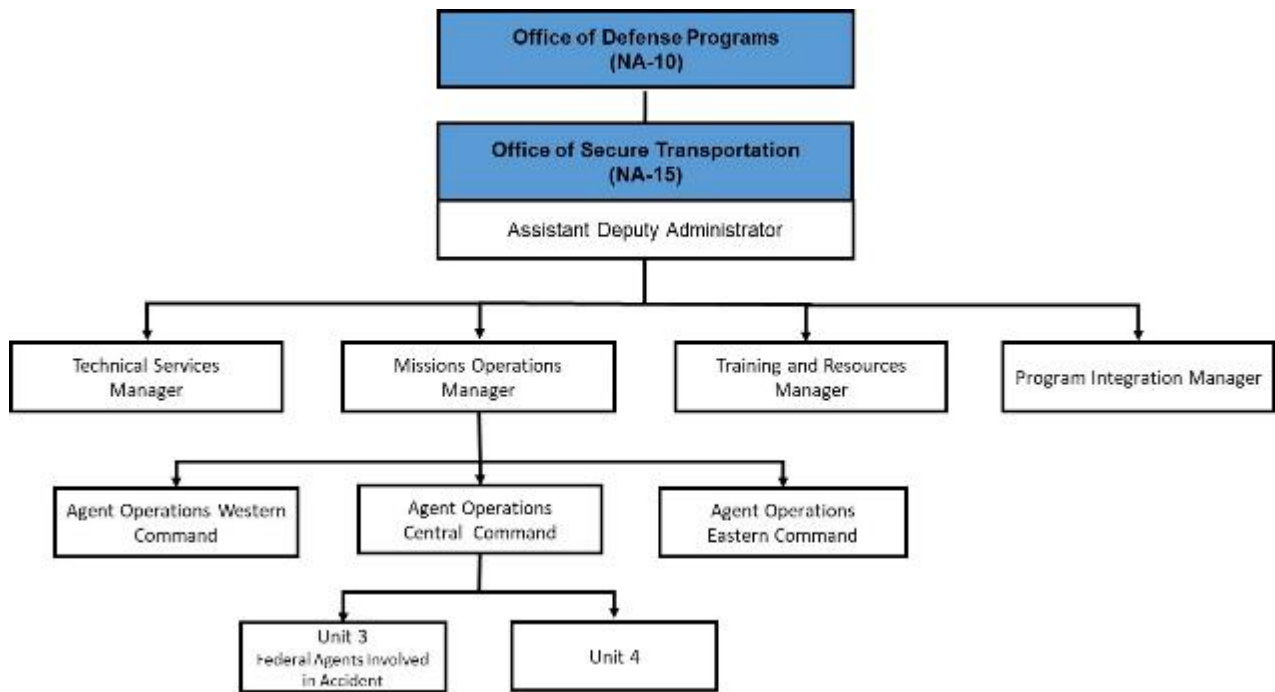 Office of Defense Programs
(NA-10)
Office of Secure Transportation
(NA-15)
Assistant Deputy Administrator
Technical Services
Manager
Missions Operations
Manager
Training and Resources
Manager
Program Integration Manager
Agent Operations Western
Command
Agent Operations
Central Command
Agent Operations
Eastern Command
Unit 3
Federal Agents Involved
in Accident
Unit 4